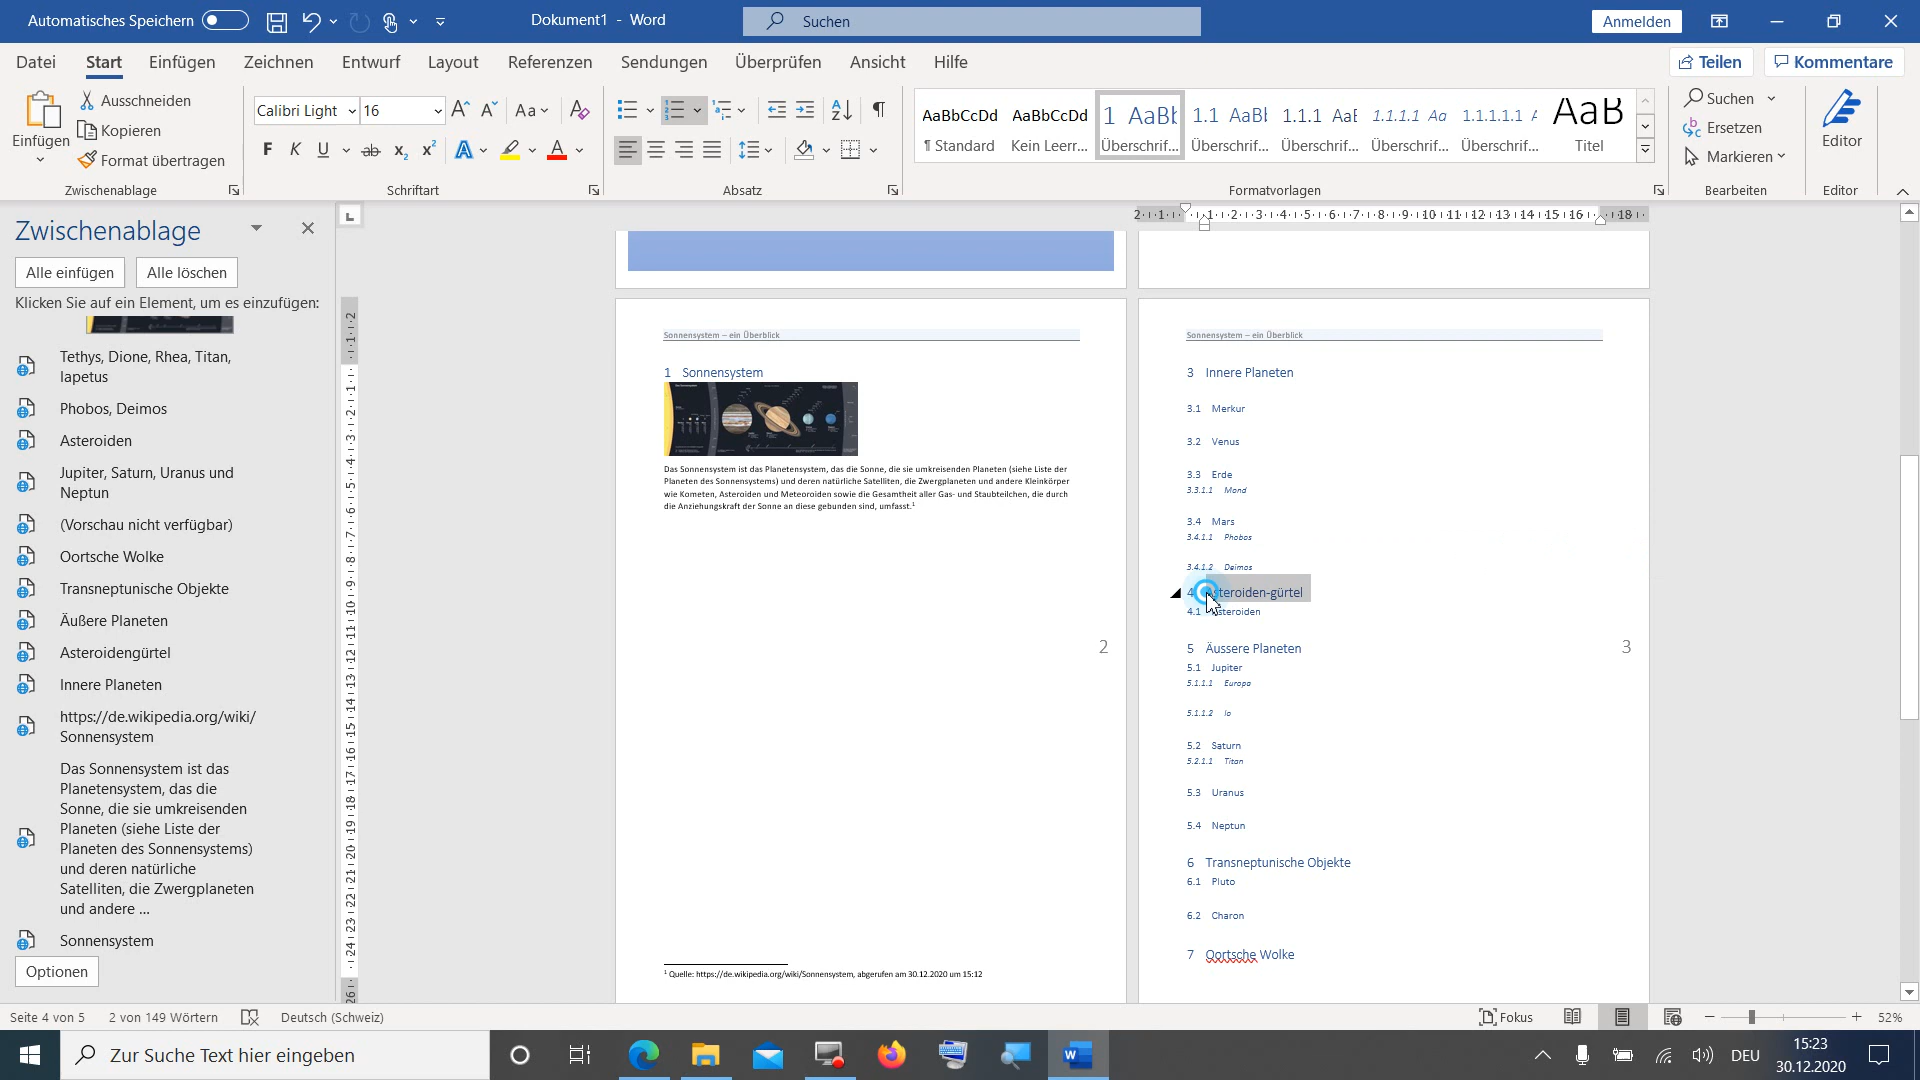 Automatisches Speichern
Dokument1 - Word
Suchen
Anmelden
Datei Start Einfügen Zeichnen Entwurf Layout Referenzen Sendungen Überprüfen Ansicht Hilfe
Teilen Kommentare
Einfügen
Ausschneiden
Kopieren
Format übertragen
Zwischenablage
Calibri Light 16
F K U ab
Schriftart
Absatz
AaBbCcDd
¶ Standard
AaBbCcDd
Kein Leerr...
1 AaBb
Überschrif...
1.1 AaBb
Überschrif...
1.1.1 AaB
Überschrif...
1.1.1.1 Aa
Überschrif...
1.1.1.1.1 A
Überschrif...
AaB
Titel
Formatvorlagen
Suchen
Ersetzen
Markieren
Bearbeiten
Editor
Editor
Zwischenablage
Alle einfügen Alle löschen
Klicken Sie auf ein Element, um es einzufügen:
Tethys, Dione, Rhea, Titan,
Iapetus
Phobos, Deimos
Asteroiden
Jupiter, Saturn, Uranus und
Neptun
(Vorschau nicht verfügbar)
Oortsche Wolke
Transneptunische Objekte
Äußere Planeten
Asteroidengürtel
Innere Planeten
https://de.wikipedia.org/wiki/
Sonnensystem
Das Sonnensystem ist das
Planetensystem, das die
Sonne, die sie umkreisenden
Planeten (siehe Liste der
Planeten des Sonnensystems)
und deren natürliche
Satelliten, die Zwergplaneten
und andere ...
Sonnensystem
Optionen
Sonnensystem – ein Überblick
1 Sonnensystem
Das Sonnensystem ist das Planetensystem, das die Sonne, die sie umkreisenden Planeten (siehe Liste der
Planeten des Sonnensystems) und deren natürliche Satelliten, die Zwergplaneten und andere Kleinkörper
wie Kometen, Asteroiden und Meteoroiden sowie die Gesamtheit aller Gas- und Staubteilchen, die durch
die Anziehungskraft der Sonne an diese gebunden sind, umfasst.¹
2
¹ Quelle: https://de.wikipedia.org/wiki/Sonnensystem, abgerufen am 30.12.2020 um 15:12
Sonnensystem – ein Überblick
3 Innere Planeten
3.1 Merkur
3.2 Venus
3.3 Erde
3.3.1.1 Mond
3.4 Mars
3.4.1.1 Phobos
3.4.1.2 Deimos
4 Asteroiden-gürtel
4.1 Asteroiden
5 Äussere Planeten
3
5.1 Jupiter
5.1.1.1 Europa
5.1.1.2 Io
5.2 Saturn
5.2.1.1 Titan
5.3 Uranus
5.4 Neptun
6 Transneptunische Objekte
6.1 Pluto
6.2 Charon
7 Oortsche Wolke
Seite 4 von 5 2 von 149 Wörtern Deutsch (Schweiz)
Fokus
52%
Zur Suche Text hier eingeben
DEU
15:23
30.12.2020